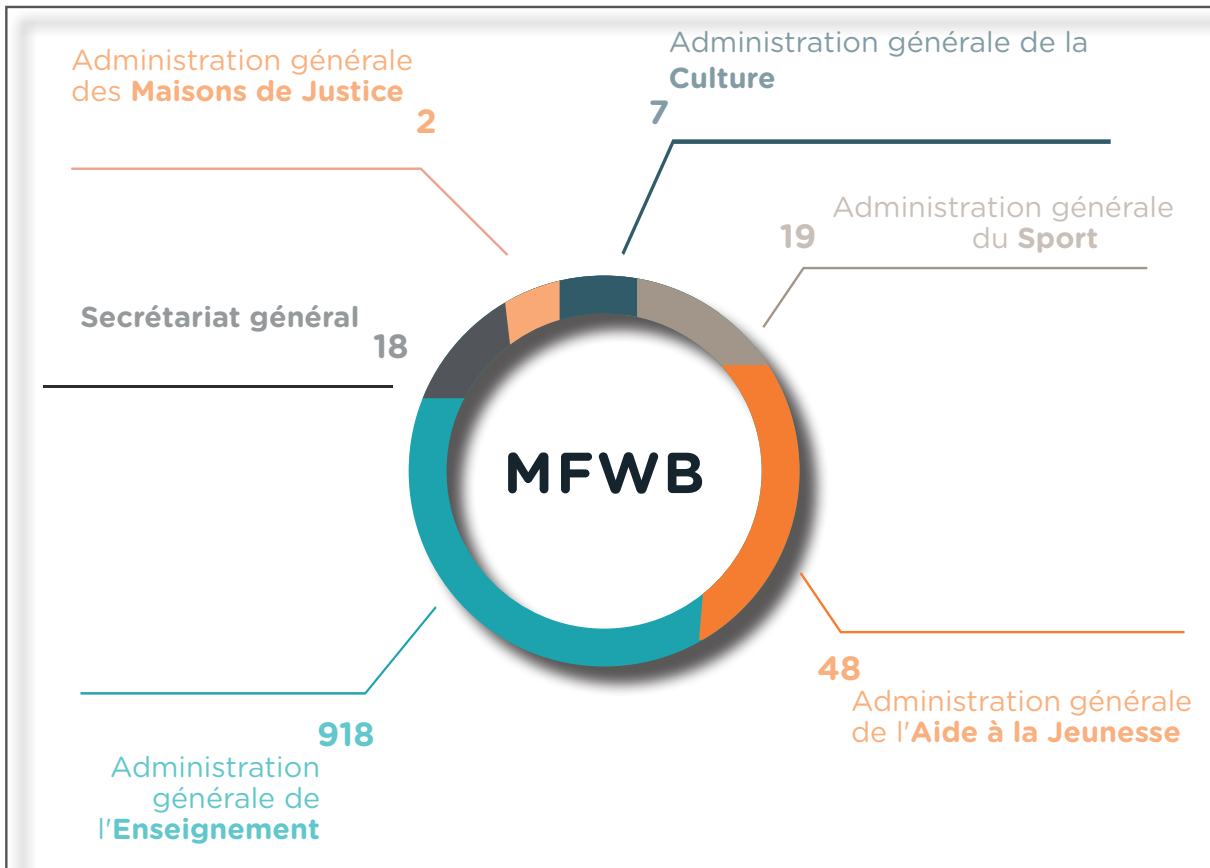 Administration générale
des Maisons de Justice
2
Administration générale de la
Culture
7
Administration générale
du Sport
19
Secrétariat général
18
MFWB
48
Administration générale
de l'Aide à la Jeunesse
918
Administration
générale de
l'Enseignement